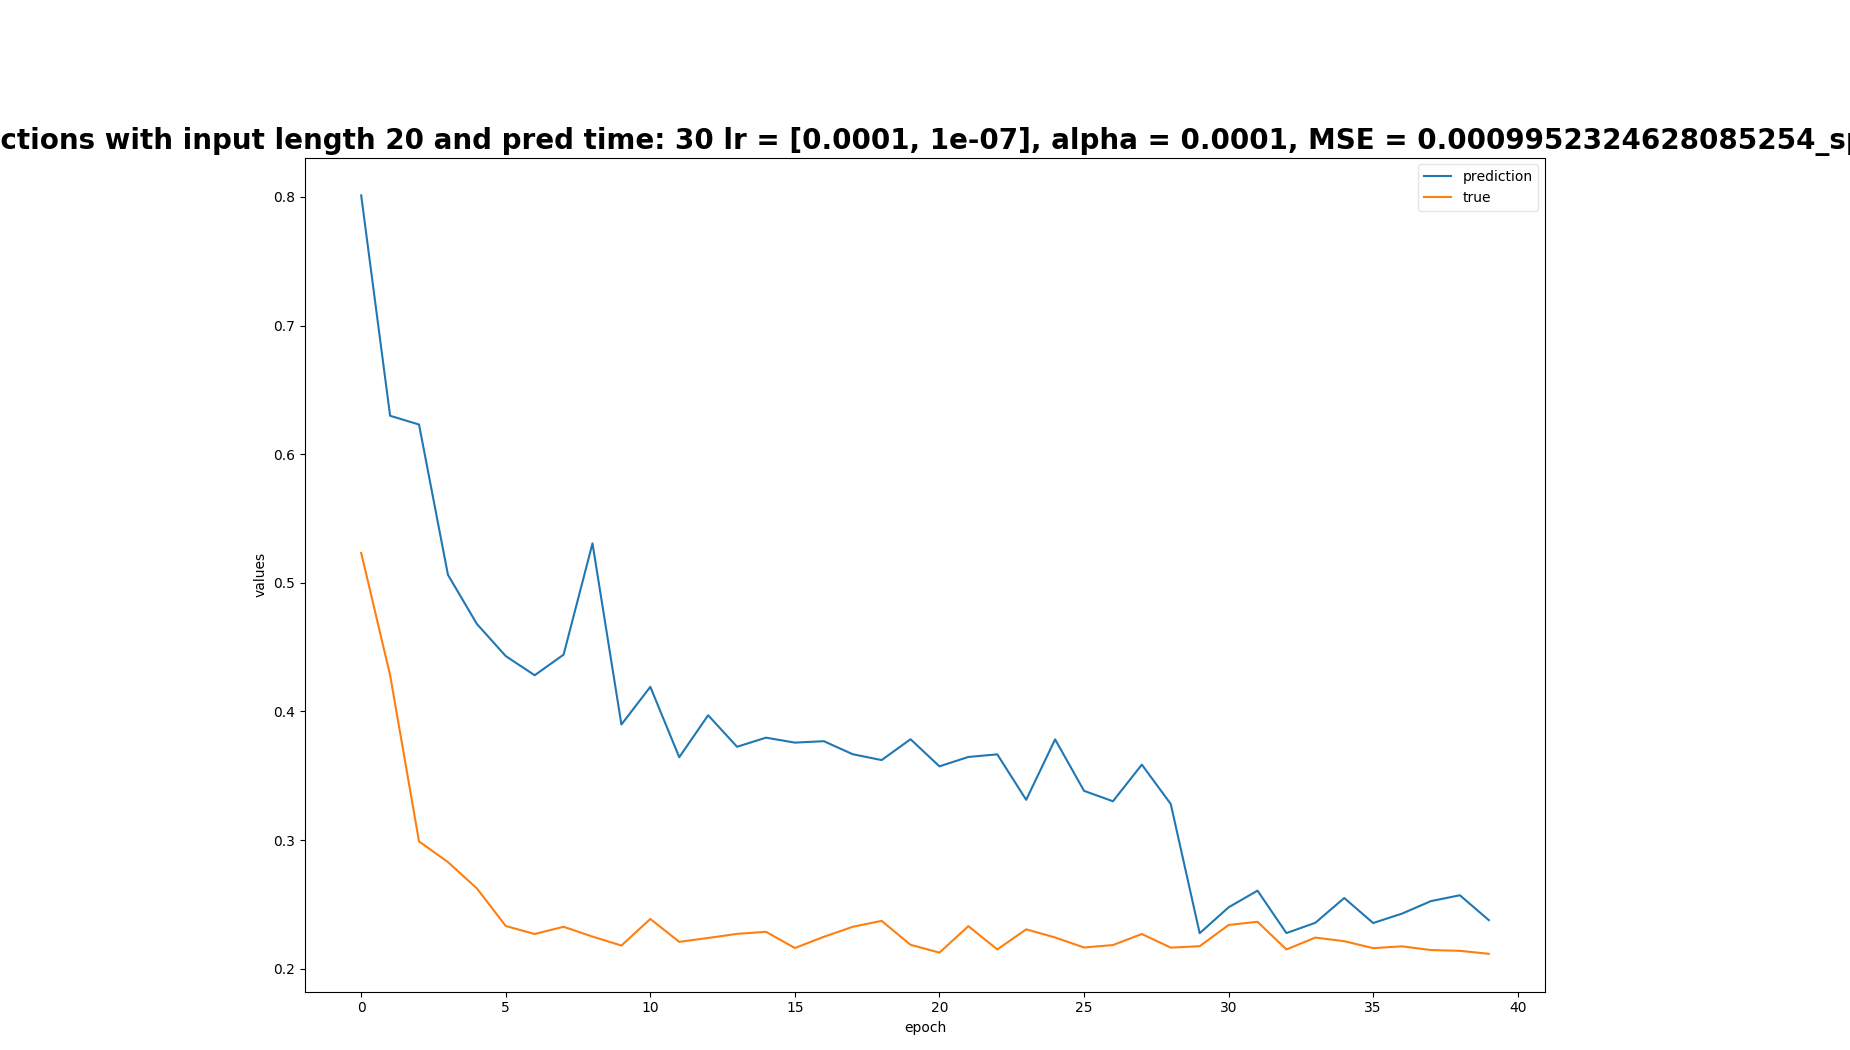 ctions with input length 20 and pred time: 30 lr = [0.0001, 1e-07], alpha = 0.0001, MSE = 0.0009952324628085254_sp
prediction
true
0.8
0.7
0.6
0.5
0.4
0.3
0.2
values
0 5 10 15 20 25 30 35 40
epoch